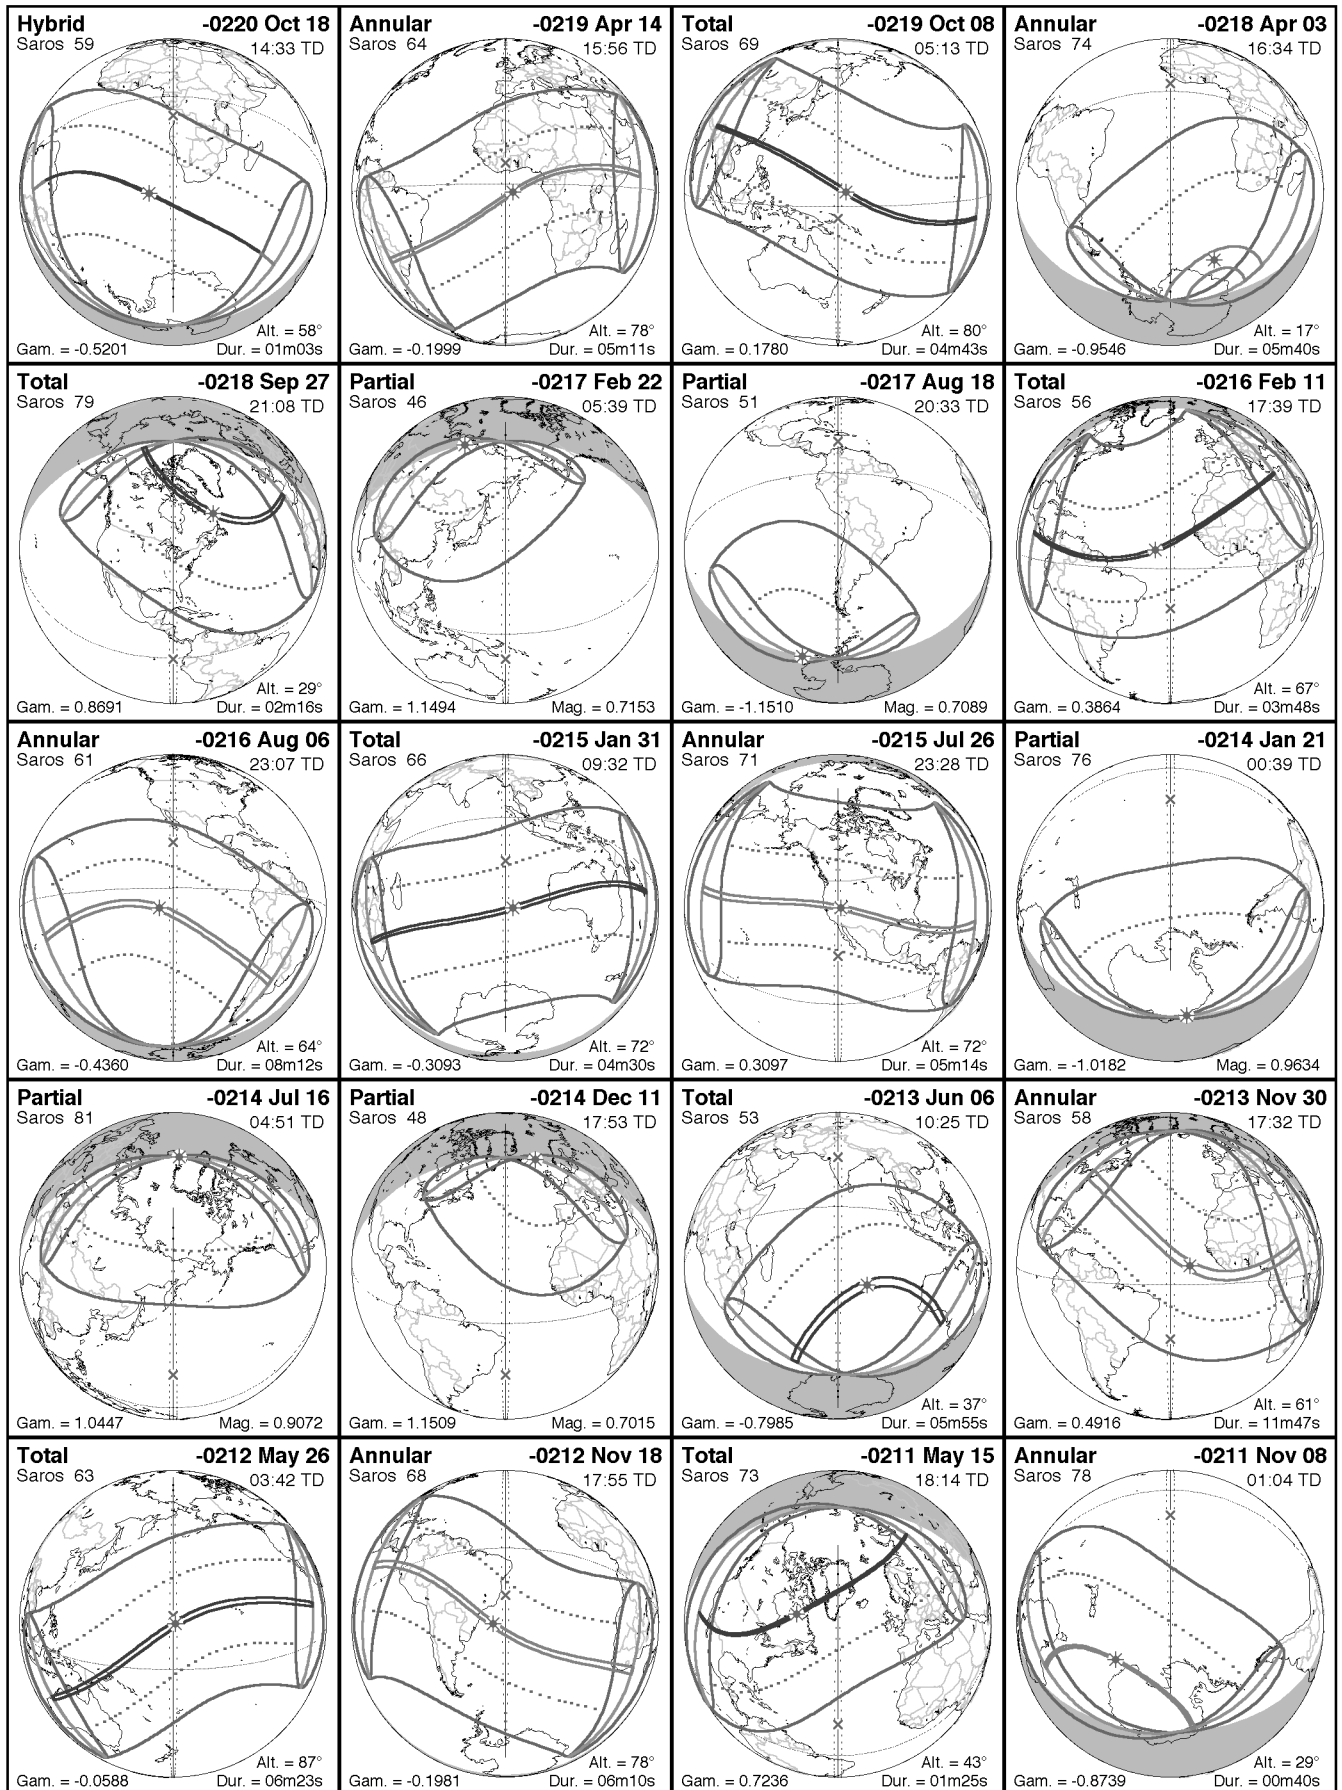 Hybrid -0220 Oct 18
Saros 59 14:33 TD
Alt. = 58°
Gam. = -0.5201 Dur. = 01m03s
Annular -0219 Apr 14
Saros 64 15:56 TD
Alt. = 78°
Gam. = -0.1999 Dur. = 05m11s
Total -0219 Oct 08
Saros 69 05:13 TD
Alt. = 80°
Gam. = 0.1780 Dur. = 04m43s
Annular -0218 Apr 03
Saros 74 16:34 TD
Alt. = 17°
Gam. = -0.9546 Dur. = 05m40s
Total -0218 Sep 27
Saros 79 21:08 TD
Alt. = 29°
Gam. = 0.8691 Dur. = 02m16s
Partial -0217 Feb 22
Saros 46 05:39 TD
Gam. = 1.1494 Mag. = 0.7153
Partial -0217 Aug 18
Saros 51 20:33 TD
Gam. = -1.1510 Mag. = 0.7089
Total -0216 Feb 11
Saros 56 17:39 TD
Alt. = 67°
Gam. = 0.3864 Dur. = 03m48s
Annular -0216 Aug 06
Saros 61 23:07 TD
Alt. = 64°
Gam. = -0.4360 Dur. = 08m12s
Total -0215 Jan 31
Saros 66 09:32 TD
Alt. = 72°
Gam. = -0.3093 Dur. = 04m30s
Annular -0215 Jul 26
Saros 71 23:28 TD
Alt. = 72°
Gam. = 0.3097 Dur. = 05m14s
Partial -0214 Jan 21
Saros 76 00:39 TD
Gam. = -1.0182 Mag. = 0.9634
Partial -0214 Jul 16
Saros 81 04:51 TD
Gam. = 1.0447 Mag. = 0.9072
Partial -0214 Dec 11
Saros 48 17:53 TD
Gam. = 1.1509 Mag. = 0.7015
Total -0213 Jun 06
Saros 53 10:25 TD
Alt. = 37°
Gam. = -0.7985 Dur. = 05m55s
Annular -0213 Nov 30
Saros 58 17:32 TD
Alt. = 61°
Gam. = 0.4916 Dur. = 11m47s
Total -0212 May 26
Saros 63 03:42 TD
Alt. = 87°
Gam. = -0.0588 Dur. = 06m23s
Annular -0212 Nov 18
Saros 68 17:55 TD
Alt. = 78°
Gam. = -0.1981 Dur. = 06m10s
Total -0211 May 15
Saros 73 18:14 TD
Alt. = 43°
Gam. = 0.7236 Dur. = 01m25s
Annular -0211 Nov 08
Saros 78 01:04 TD
Alt. = 29°
Gam. = -0.8739 Dur. = 00m40s